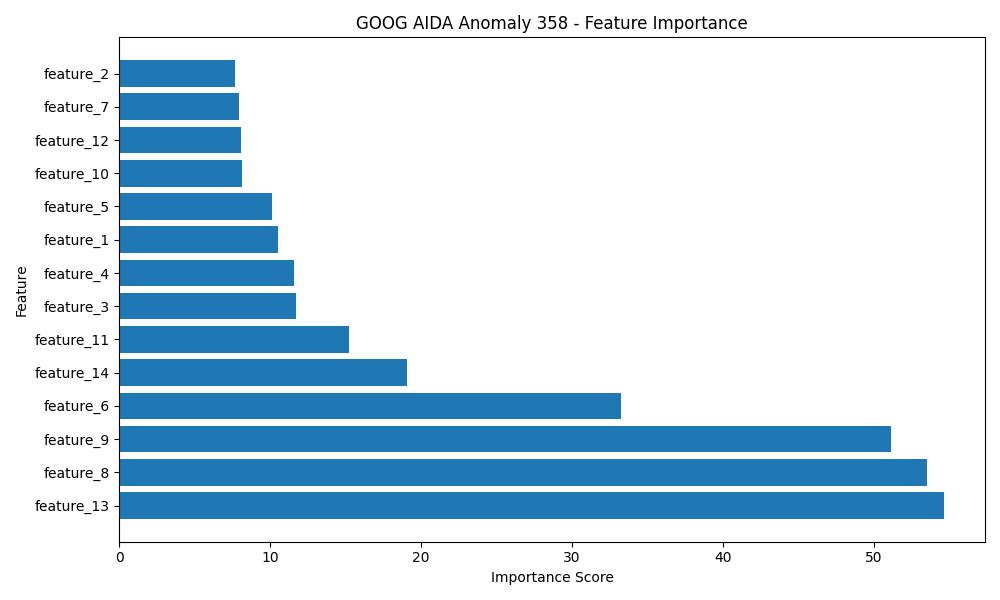 GOOG AIDA Anomaly 358 - Feature Importance
feature_2
feature_7
feature_12
feature_10
feature_5
feature_1
feature_4
feature_3
feature_11
feature_14
feature_6
feature_9
feature_8
feature_13
Feature
0 10 20 30 40 50
Importance Score